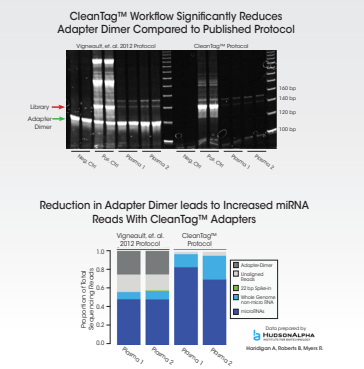 CleanTag™ Workflow Significantly Reduces
Adapter Dimer Compared to Published Protocol
Vigneault, et al. 2012 Protocol
CleanTag™ Protocol
Library
Adapter
Dimer
160 bp
140 bp
120 bp
100 bp
Neg. Ctrl
Pos. Ctrl
Plasma 1
Plasma 2
Neg. Ctrl
Pos. Ctrl
Plasma 1
Plasma 2
Reduction in Adapter Dimer leads to Increased miRNA
Reads With CleanTag™ Adapters
Vigneault, et. al.
2012 Protocol
CleanTag™
Protocol
Proportion of Total
Sequencing Reads
1.0
0.8
0.6
0.4
0.2
0.0
Plasma 1
Plasma 2
Plasma 1
Plasma 2
Adapter-Dimer
Unaligned
Reads
22 bp Spike-in
Whole Genome
non-micro RNA
microRNAs
Data prepared by
HUDSONALPHA
INSTITUTE FOR BIOTECHNOLOGY
Haridigan A, Roberts B, Myers R.